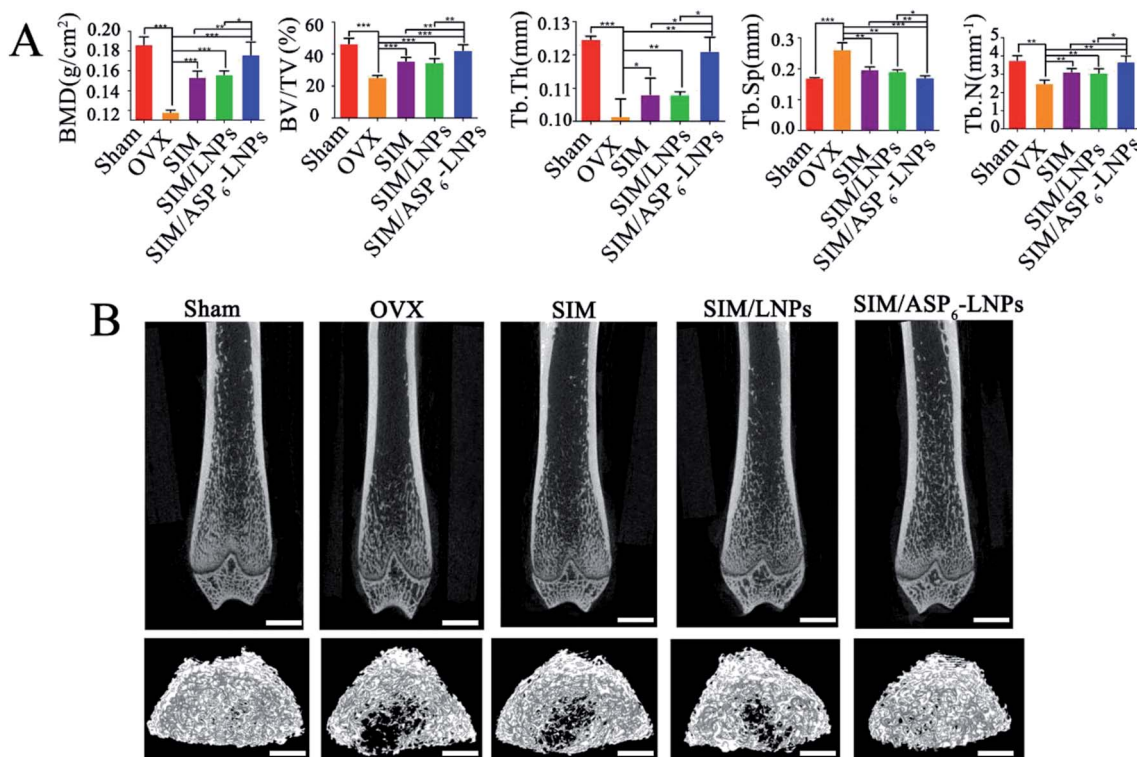 A
BMD(g/cm²)
0.20
0.18
0.16
0.14
0.12
***
***
***
***
**
*
Sham
OVX
SIM
SIM/LNPs
SIM/ASP₆-LNPs
BV/TV(%)
60
40
20
0
***
***
***
***
**
**
Sham
OVX
SIM
SIM/LNPs
SIM/ASP₆-LNPs
Tb.Th(mm)
0.13
0.12
0.11
0.10
***
*
**
**
*
*
Sham
OVX
SIM
SIM/LNPs
SIM/ASP₆-LNPs
Tb.Sp(mm)
0.3
0.2
0.1
0.0
***
**
**
***
**
*
Sham
OVX
SIM
SIM/LNPs
SIM/ASP₆-LNPs
Tb.N(mm⁻¹)
5
4
3
2
1
0
**
**
**
**
*
*
Sham
OVX
SIM
SIM/LNPs
SIM/ASP₆-LNPs
B
Sham
OVX
SIM
SIM/LNPs
SIM/ASP₆-LNPs